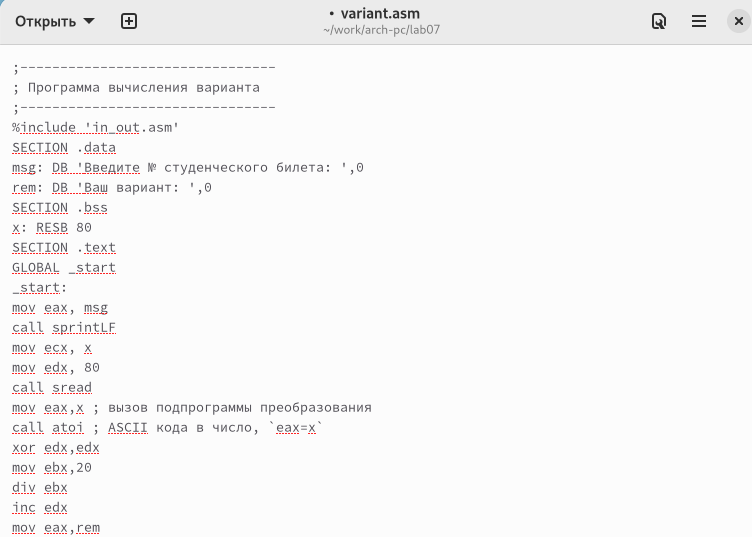 Открыть
• variant.asm
~/work/arch-pc/lab07
;--------------------------------
; Программа вычисления варианта
;--------------------------------
%include 'in_out.asm'
SECTION .data
msg: DB 'Введите № студенческого билета: ',0
rem: DB 'Ваш вариант: ',0
SECTION .bss
x: RESB 80
SECTION .text
GLOBAL _start
_start:
mov eax, msg
call sprintLF
mov ecx, x
mov edx, 80
call sread
mov eax,x ; вызов подпрограммы преобразования
call atoi ; ASCII кода в число, `eax=x`
xor edx,edx
mov ebx,20
div ebx
inc edx
mov eax,rem